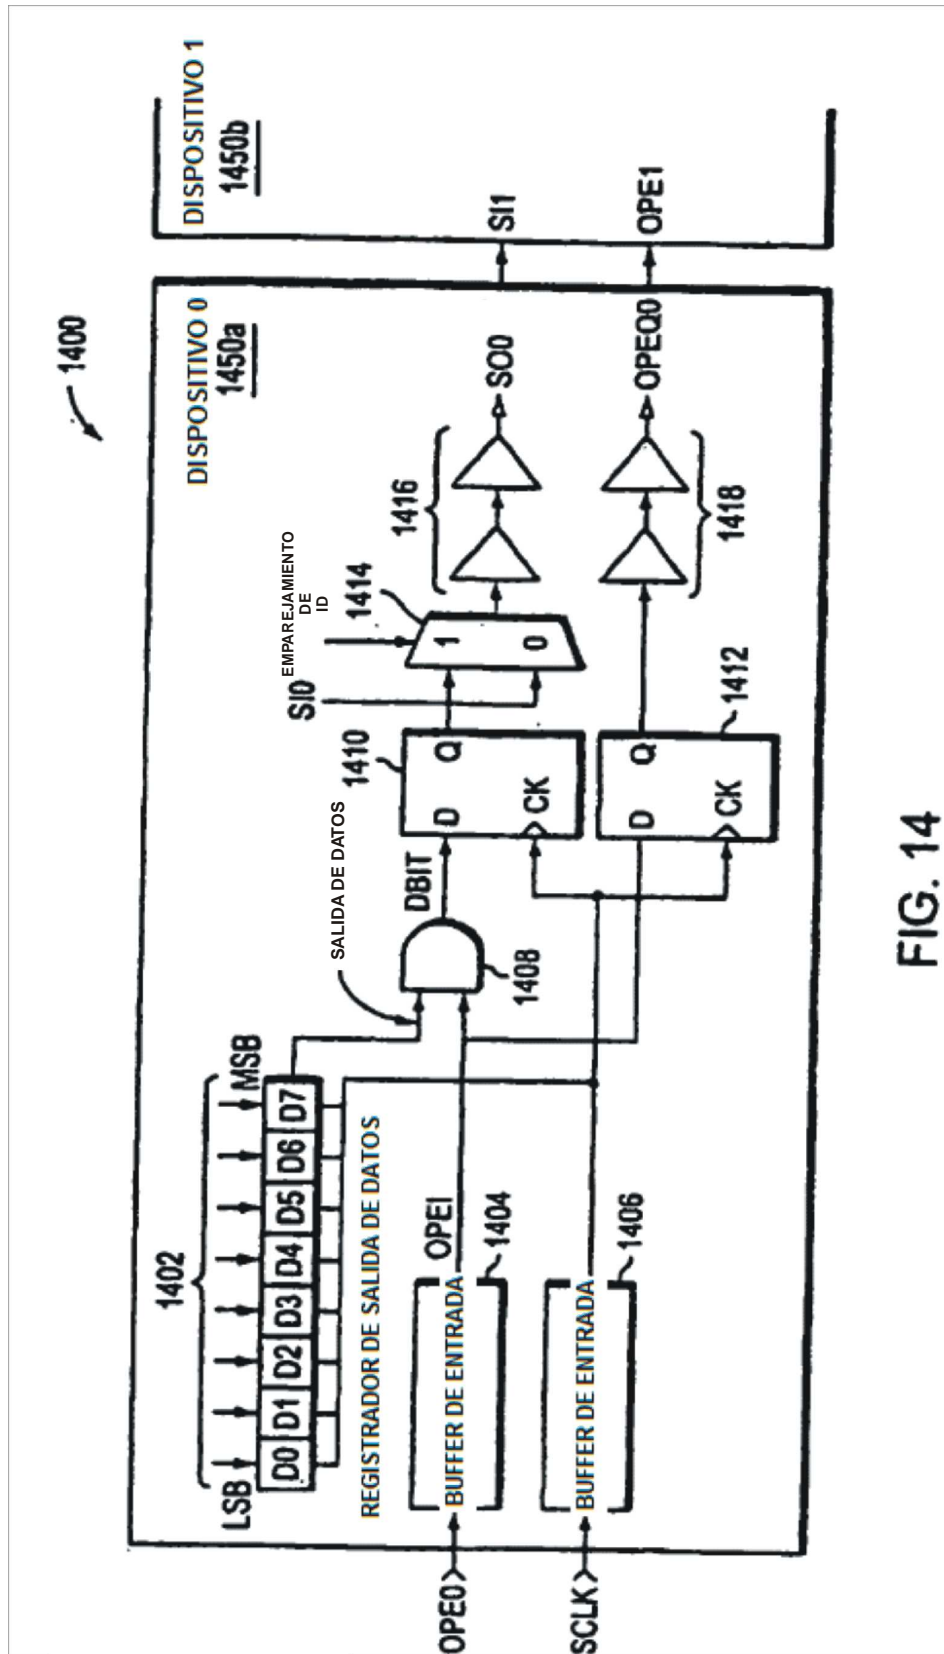 1400
DISPOSITIVO 0
1450a
DISPOSITIVO 1
1450b
1402
LSB
MSB
D0 D1 D2 D3 D4 D5 D6 D7
REGISTRADOR DE SALIDA DE DATOS
SALIDA DE DATOS
EMPAREJAMIENTO
DE
ID
SI0
1410
1414
1416
OPE0
BUFFER DE ENTRADA
OPEI
1404
DBIT
1408
D
Q
CK
1
0
SO0
SI1
SCLK
BUFFER DE ENTRADA
1406
D
Q
CK
1412
1418
OPEQ0
OPE1
FIG. 14